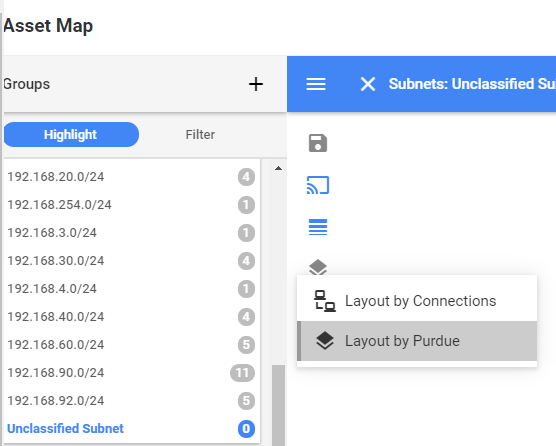 Asset Map
Groups +
Subnets: Unclassified Su
Highlight Filter
192.168.20.0/24 4
192.168.254.0/24 1
192.168.3.0/24 1
192.168.30.0/24 4
192.168.4.0/24 1
192.168.40.0/24 4
192.168.60.0/24 5
192.168.90.0/24 11
192.168.92.0/24 5
Unclassified Subnet 0
Layout by Connections
Layout by Purdue